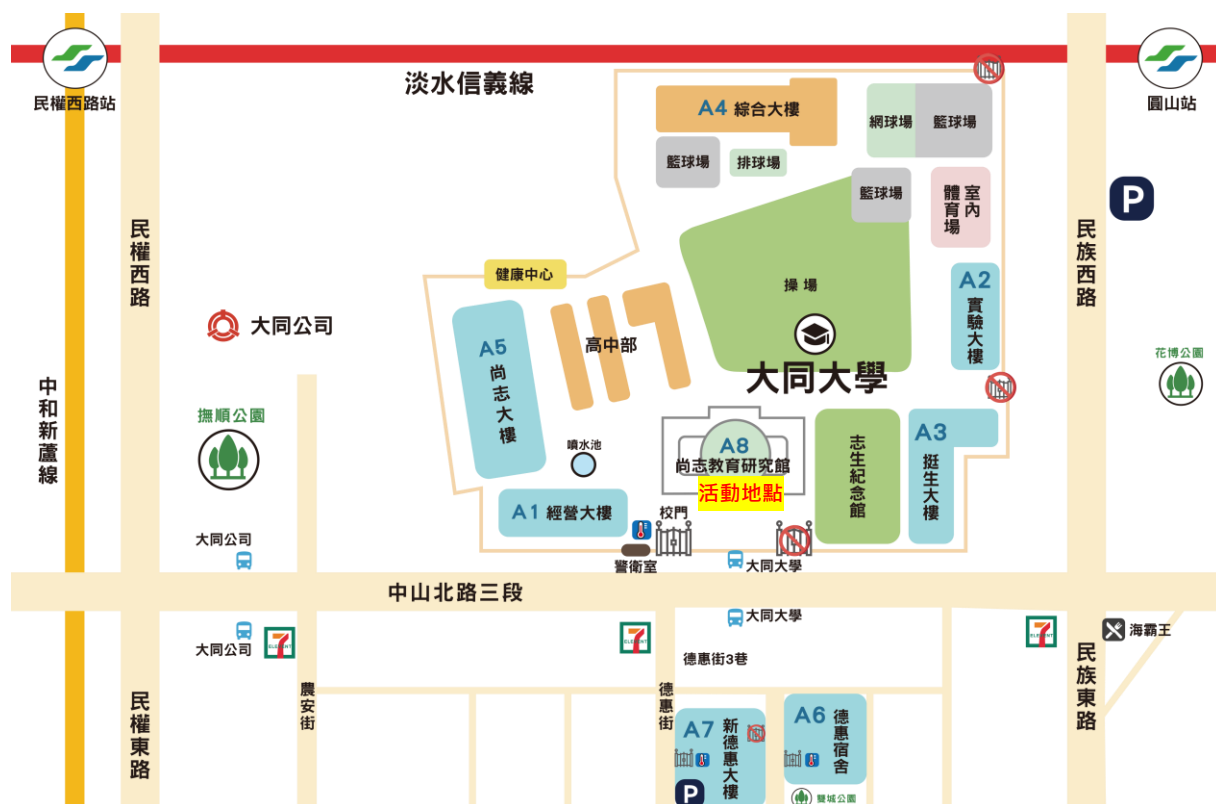 淡水信義線
民權西路站
圓山站
A4 綜合大樓
網球場
籃球場
籃球場
排球場
籃球場
室內
體育場
P
民權西路
民族西路
健康中心
操場
A2
實驗大樓
大同公司
A5
尚志大樓
高中部
大同大學
花博公園
中和新蘆線
撫順公園
噴水池
A8
尚志教育研究館
活動地點
志生紀念館
A3
挺生大樓
A1 經營大樓
校門
警衛室
大同公司
大同大學
中山北路三段
大同公司
7
ELEVEN
7
ELEVEN
大同大學
7
ELEVEN
海霸王
德惠街3巷
民權東路
農安街
德惠街
民族東路
A7
新德惠大樓
P
A6
德惠宿舍
雙城公園